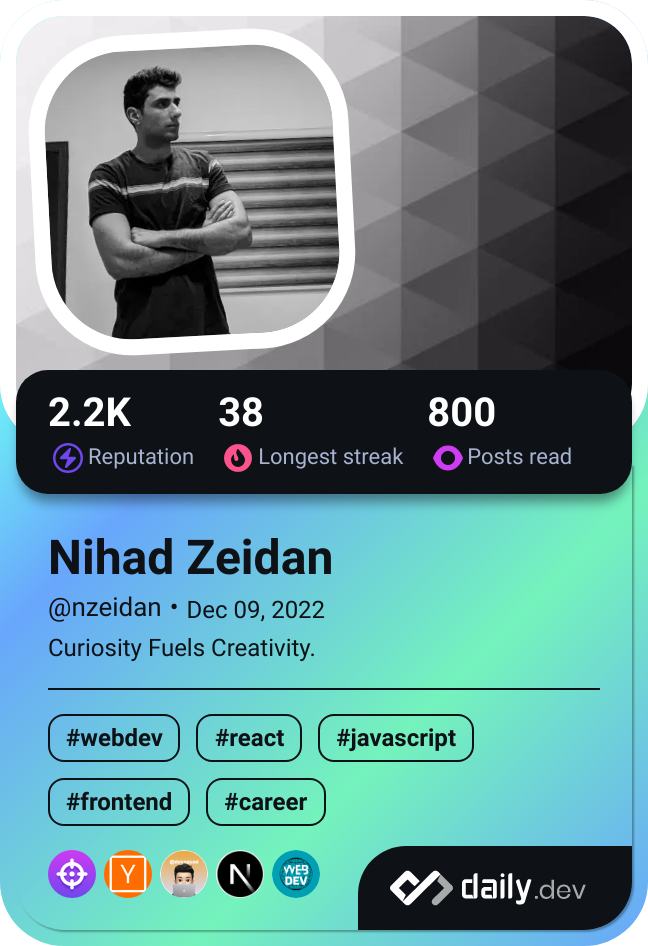 2.2K 38 800
Reputation Longest streak Posts read
Nihad Zeidan
@nzeidan • Dec 09, 2022
Curiosity Fuels Creativity.
#webdev #react #javascript
#frontend #career
Y N WEB
DEV
daily.dev